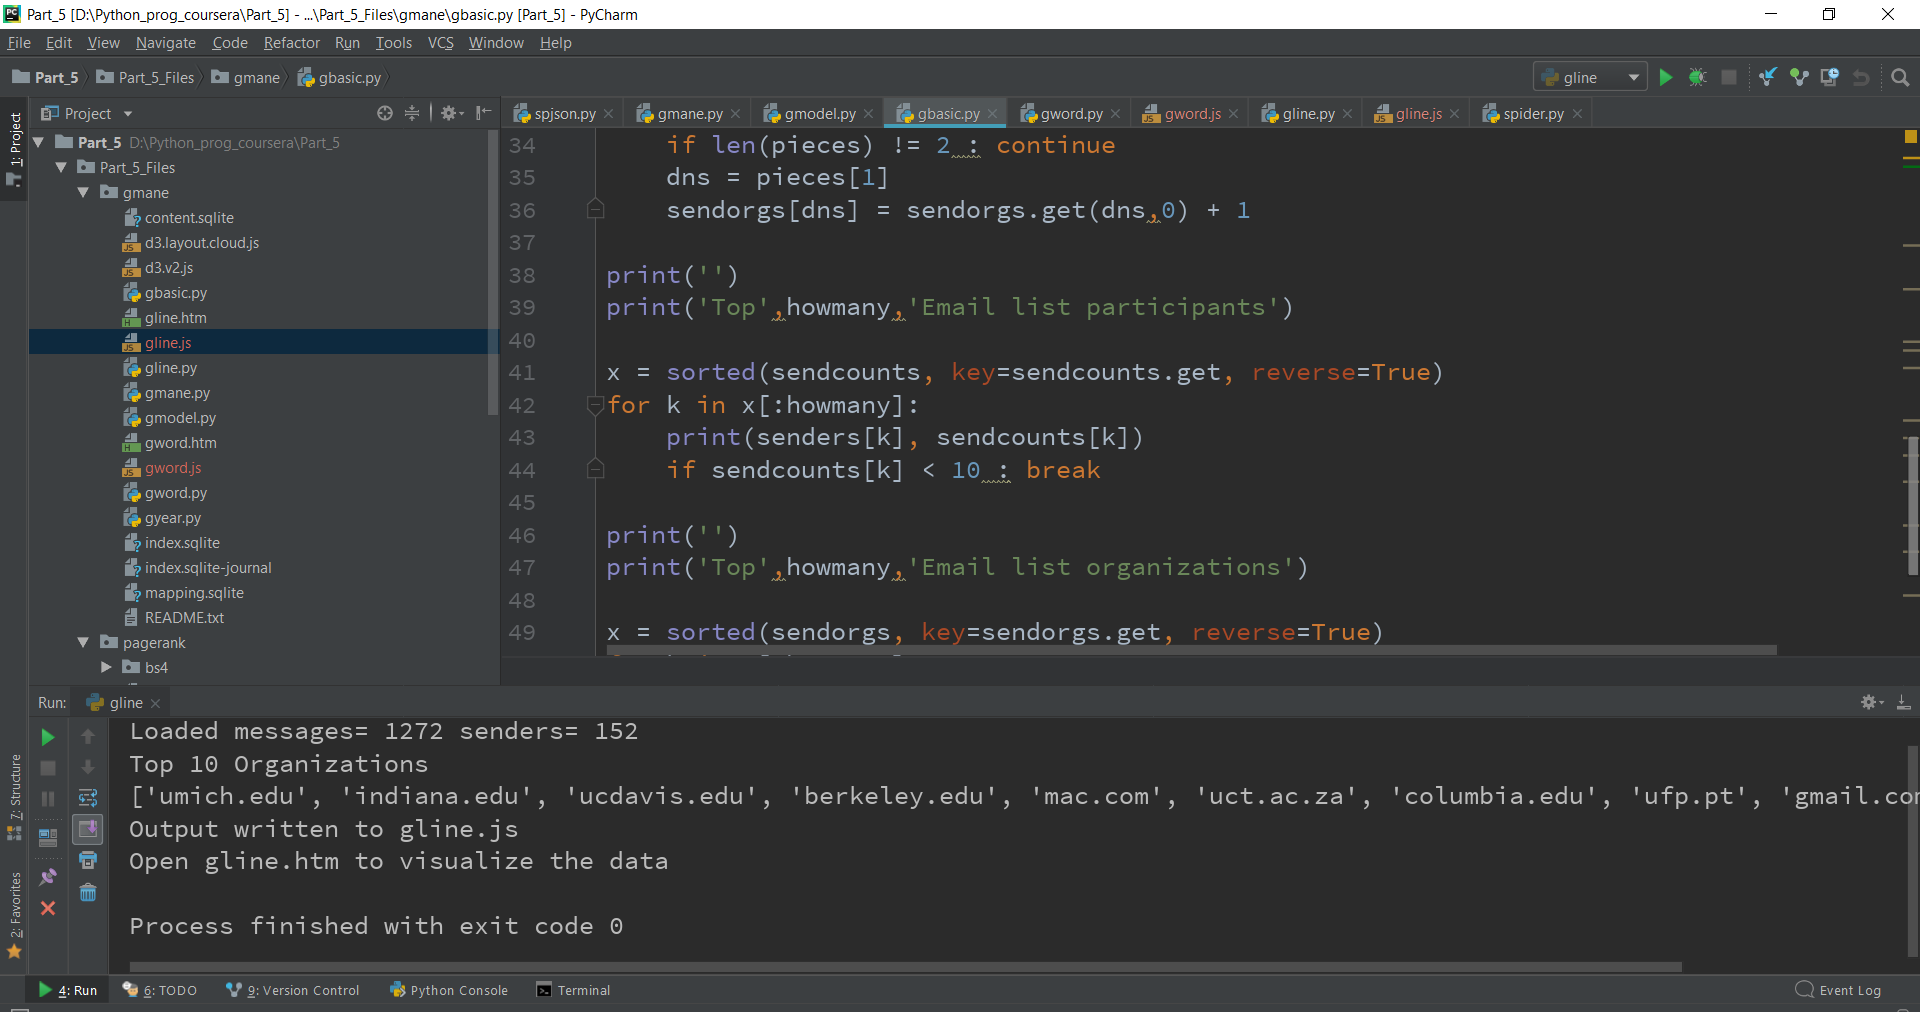 Part_5 [D:\Python_prog_coursera\Part_5] - ...\Part_5_Files\gmane\gbasic.py [Part_5] - PyCharm
File Edit View Navigate Code Refactor Run Tools VCS Window Help
Part_5 Part_5_Files gmane gbasic.py gline
Project
spjson.py gmane.py gmodel.py gbasic.py gword.py gword.js gline.py gline.js spider.py
1: Project
Part_5 D:\Python_prog_coursera\Part_5
Part_5_Files
gmane
content.sqlite
d3.layout.cloud.js
d3.v2.js
gbasic.py
gline.htm
gline.js
gline.py
gmane.py
gmodel.py
gword.htm
gword.js
gword.py
gyear.py
index.sqlite
index.sqlite-journal
mapping.sqlite
README.txt
pagerank
bs4
34 if len(pieces) != 2 : continue
35 dns = pieces[1]
36 sendorgs[dns] = sendorgs.get(dns,0) + 1
37
38 print('')
39 print('Top',howmany,'Email list participants')
40
41 x = sorted(sendcounts, key=sendcounts.get, reverse=True)
42 for k in x[:howmany]:
43 print(senders[k], sendcounts[k])
44 if sendcounts[k] < 10 : break
45
46 print('')
47 print('Top',howmany,'Email list organizations')
48
49 x = sorted(sendorgs, key=sendorgs.get, reverse=True)
Run: gline
Loaded messages= 1272 senders= 152
Top 10 Organizations
['umich.edu', 'indiana.edu', 'ucdavis.edu', 'berkeley.edu', 'mac.com', 'uct.ac.za', 'columbia.edu', 'ufp.pt', 'gmail.com
Output written to gline.js
Open gline.htm to visualize the data
Process finished with exit code 0
7: Structure
2: Favorites
4: Run 6: TODO 9: Version Control Python Console Terminal Event Log